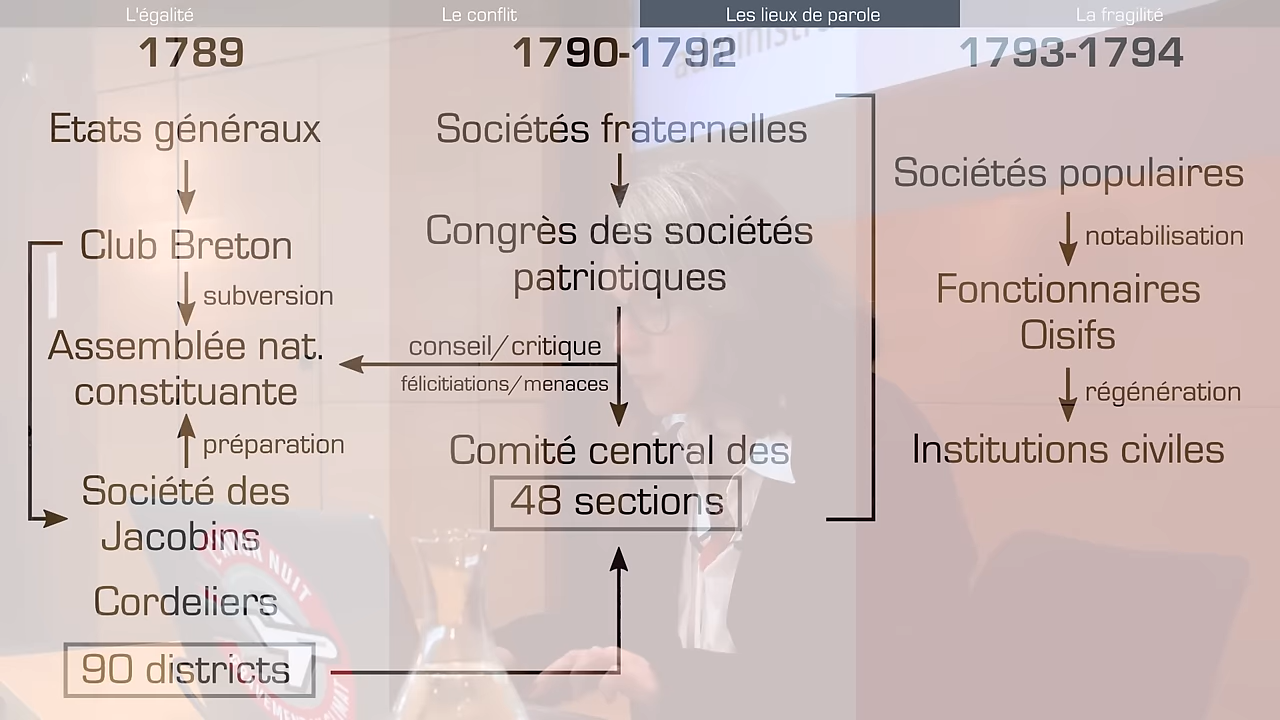 L'égalité
Le conflit
Les lieux de parole
La fragilité
1789
Etats généraux
Club Breton
subversion
Assemblée nat.
constituante
préparation
Société des
Jacobins
Cordeliers
90 districts
1790-1792
Sociétés fraternelles
Congrès des sociétés
patriotiques
conseil/critique
félicitiations/menaces
Comité central des
48 sections
1793-1794
Sociétés populaires
notabilisation
Fonctionnaires
Oisifs
régénération
Institutions civiles
NUIT